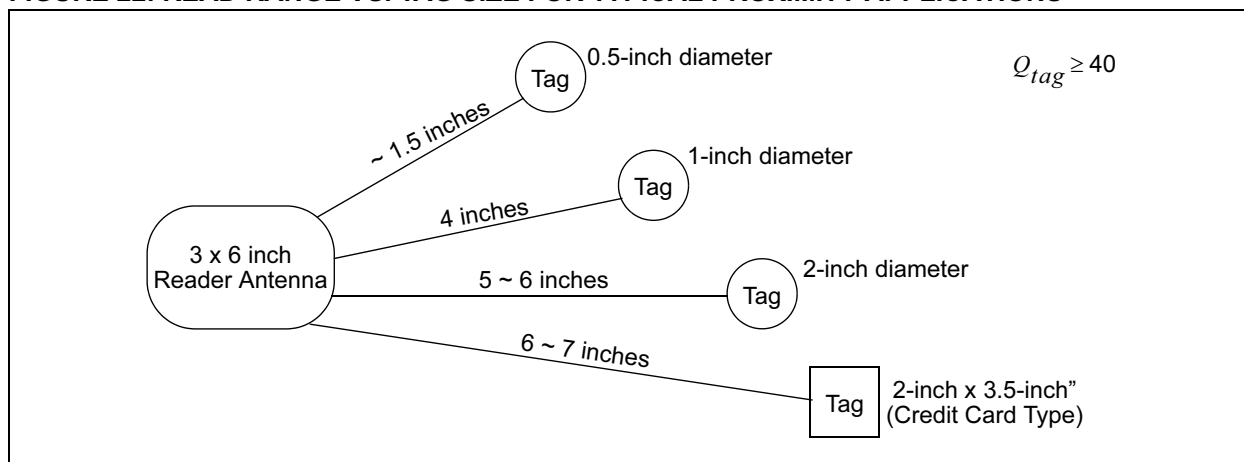 0.5-inch diameter
Tag
Q_tag ≥ 40
~ 1.5 inches
1-inch diameter
Tag
4 inches
3 x 6 inch
Reader Antenna
2-inch diameter
5 ~ 6 inches
Tag
6 ~ 7 inches
2-inch x 3.5-inch”
Tag
(Credit Card Type)